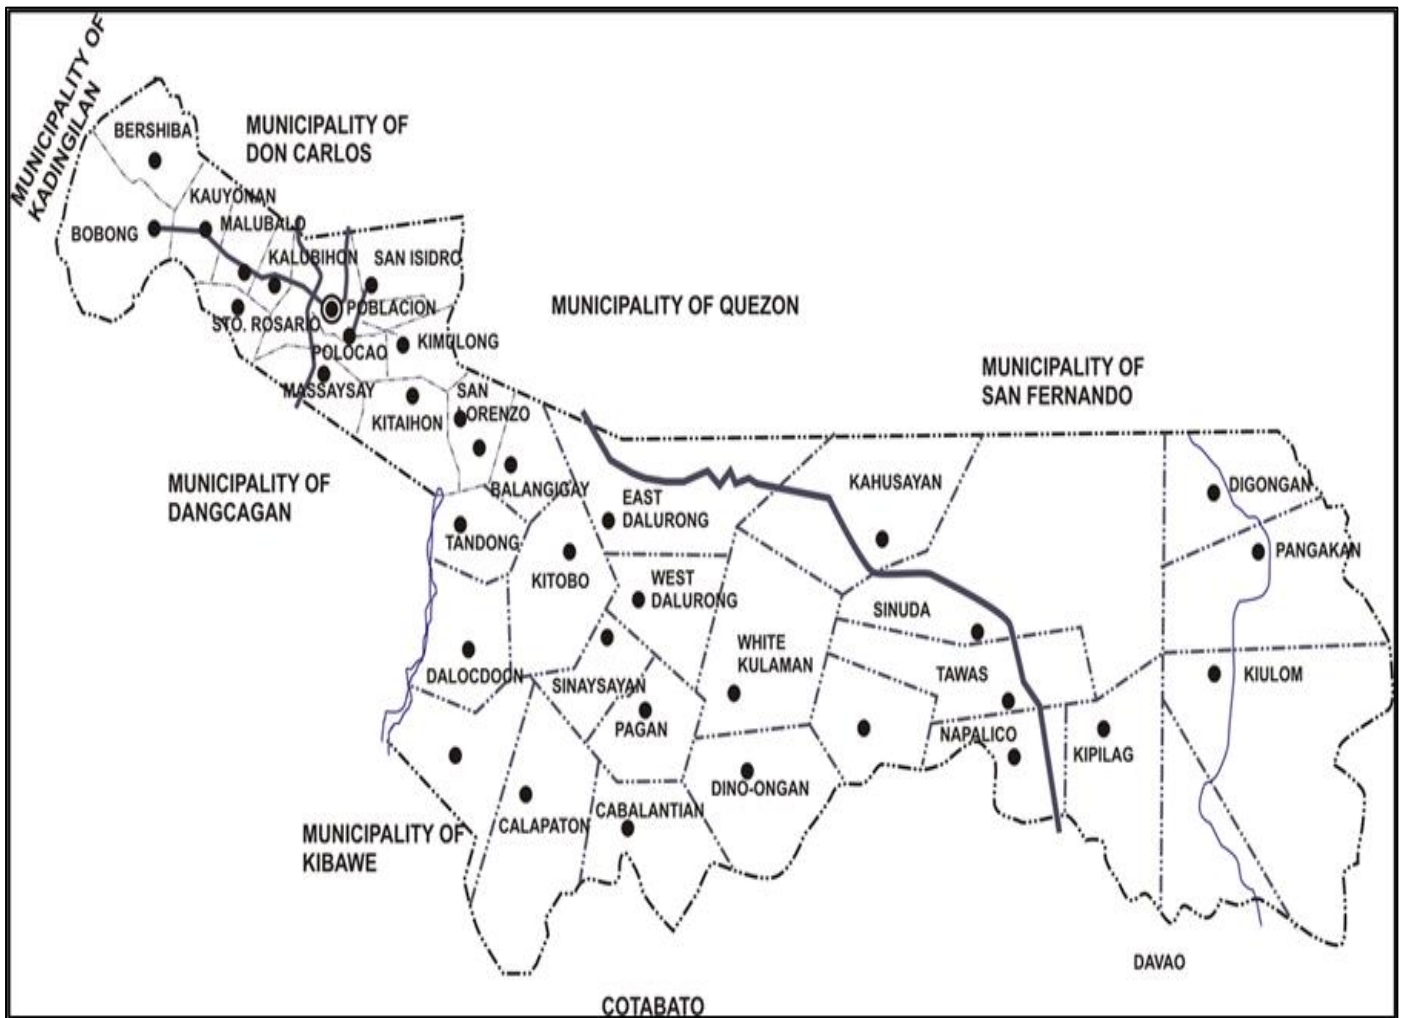 MUNICIPALITY OF
KADINGILAN
BERSHIBA
MUNICIPALITY OF
DON CARLOS
KAUYONAN
MALUBALO
BOBONG
KALUBIHON
SAN ISIDRO
POBLACION
STO. ROSARIO
POLOCAO
KIMULONG
MASSAYSAY
SAN
LORENZO
KITAIHON
MUNICIPALITY OF QUEZON
MUNICIPALITY OF
SAN FERNANDO
MUNICIPALITY OF
DANGCAGAN
BALANGIGAY
EAST
DALURONG
KAHUSAYAN
DIGONGAN
TANDONG
PANGAKAN
KITOBO
WEST
DALURONG
SINUDA
WHITE
KULAMAN
DALOCDOCN
SINAYSAYAN
TAWAS
KIULOM
PAGAN
NAPALICO
KIPILAG
DINO-ONGAN
CABALANTIAN
CALAPATON
MUNICIPALITY OF
KIBAWE
DAVAO
COTABATO